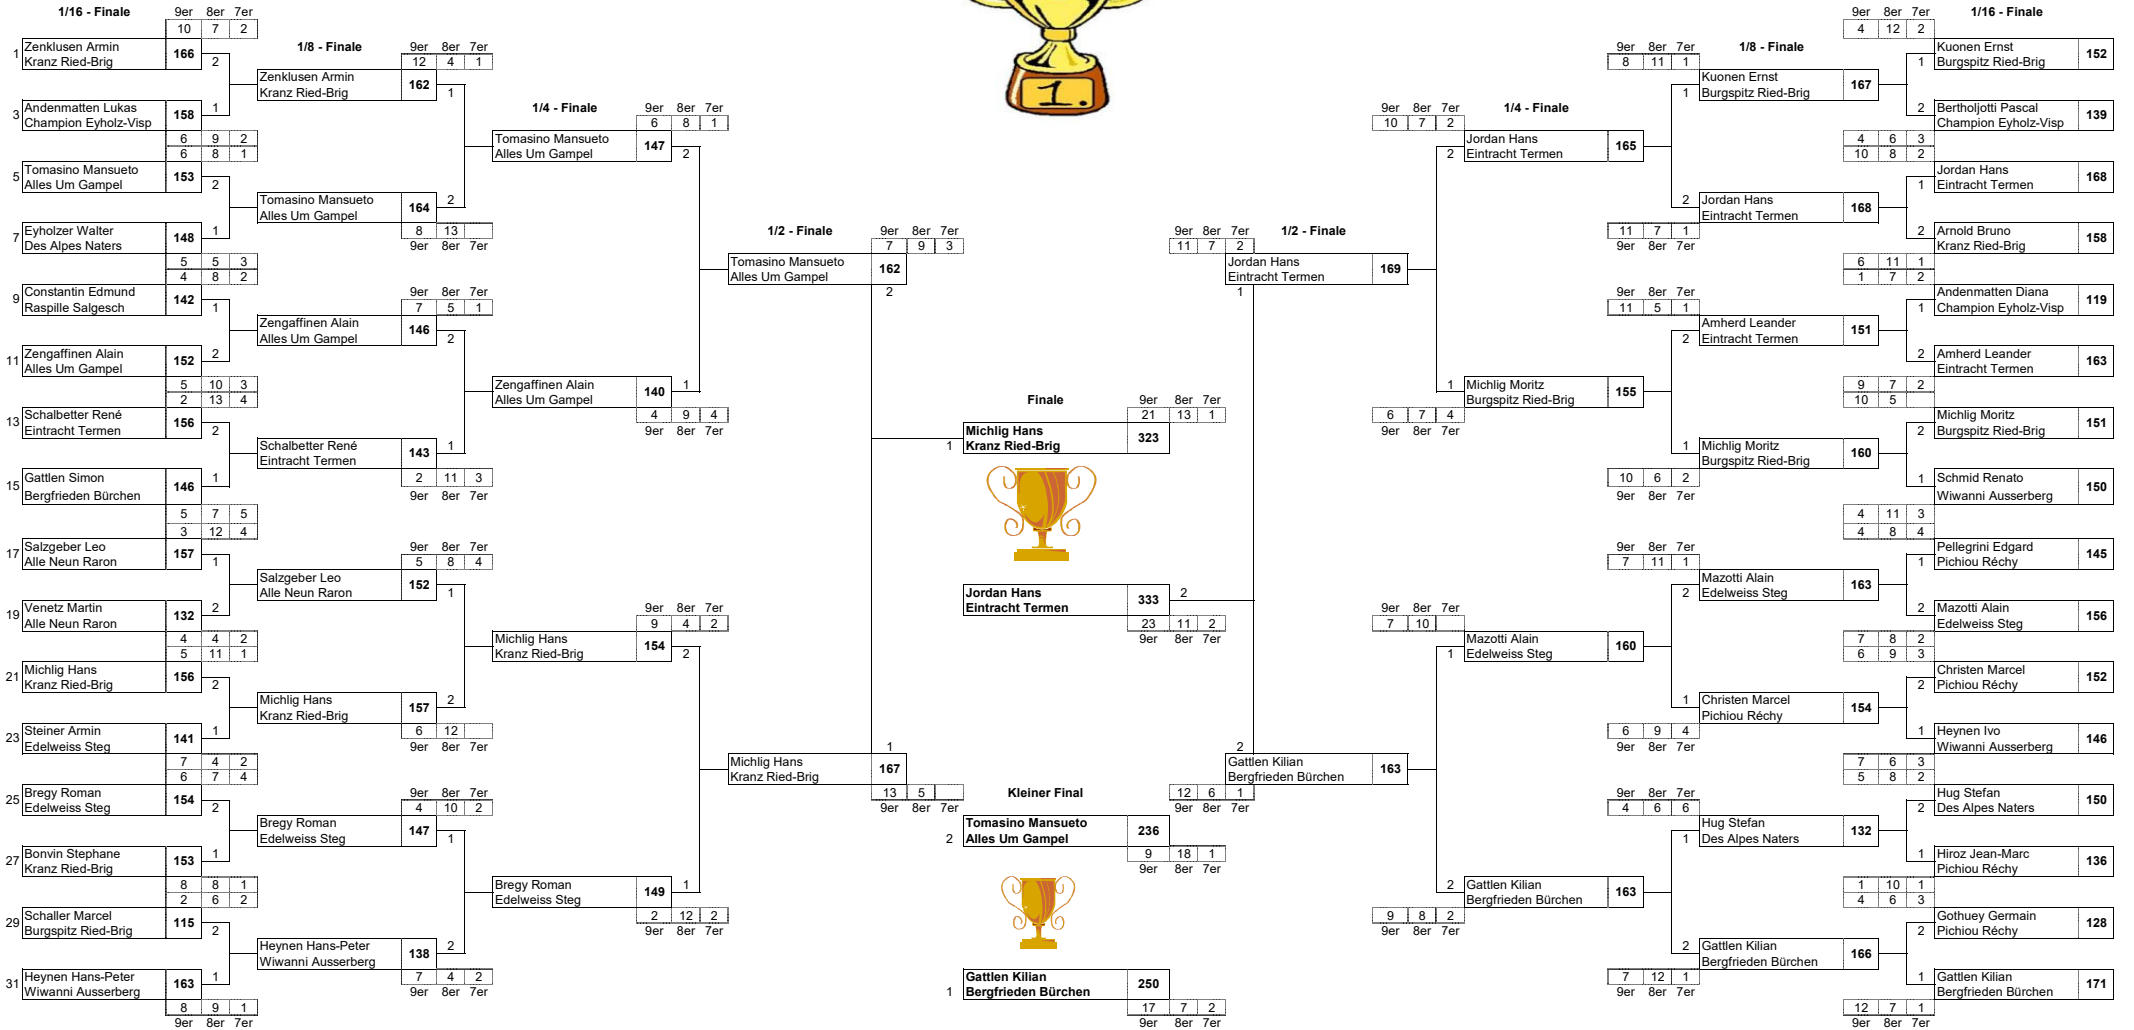 1/16 - Finale
9er 8er 7er
10 7 2
1 Zenklusen Armin
Kranz Ried-Brig
166
2
3 Andenmatten Lukas
Champion Eyholz-Visp
158
1
6 9 2
6 8 1
5 Tomasino Mansueto
Alles Um Gampel
153
2
7 Eyholzer Walter
Des Alpes Naters
148
1
5 5 3
4 8 2
9 Constantin Edmund
Raspille Salgesch
142
1
11 Zengaffinen Alain
Alles Um Gampel
152
2
5 10 3
2 13 4
13 Schalbetter René
Eintracht Termen
156
2
15 Gattlen Simon
Bergfrieden Bürchen
146
1
5 7 5
3 12 4
17 Salzgeber Leo
Alle Neun Raron
157
1
19 Venetz Martin
Alle Neun Raron
132
2
4 4 2
5 11 1
21 Michlig Hans
Kranz Ried-Brig
156
2
23 Steiner Armin
Edelweiss Steg
141
1
7 4 2
6 7 4
25 Bregy Roman
Edelweiss Steg
154
2
27 Bonvin Stephane
Kranz Ried-Brig
153
1
8 8 1
2 6 2
29 Schaller Marcel
Burgspitz Ried-Brig
115
2
31 Heynen Hans-Peter
Wiwanni Ausserberg
163
1
8 9 1
9er 8er 7er
1/8 - Finale
9er 8er 7er
12 4 1
Zenklusen Armin
Kranz Ried-Brig
162
1
Tomasino Mansueto
Alles Um Gampel
164
2
8 13
9er 8er 7er
9er 8er 7er
7 5 1
Zengaffinen Alain
Alles Um Gampel
146
2
Schalbetter René
Eintracht Termen
143
1
2 11 3
9er 8er 7er
9er 8er 7er
5 8 4
Salzgeber Leo
Alle Neun Raron
152
1
Michlig Hans
Kranz Ried-Brig
157
2
6 12
9er 8er 7er
9er 8er 7er
4 10 2
Bregy Roman
Edelweiss Steg
147
1
Heynen Hans-Peter
Wiwanni Ausserberg
138
2
7 4 2
9er 8er 7er
1/4 - Finale
9er 8er 7er
6 8 1
Tomasino Mansueto
Alles Um Gampel
147
2
Zengaffinen Alain
Alles Um Gampel
140
1
4 9 4
9er 8er 7er
9er 8er 7er
9 4 2
Michlig Hans
Kranz Ried-Brig
154
2
Bregy Roman
Edelweiss Steg
149
1
2 12 2
9er 8er 7er
1/2 - Finale
9er 8er 7er
7 9 3
Tomasino Mansueto
Alles Um Gampel
162
2
1
Michlig Hans
Kranz Ried-Brig
167
13 5
9er 8er 7er
1.
Finale
9er 8er 7er
21 13 1
1 Michlig Hans
Kranz Ried-Brig
323
Jordan Hans
Eintracht Termen
333
2
23 11 2
9er 8er 7er
Kleiner Final
2 Tomasino Mansueto
Alles Um Gampel
236
9 18 1
9er 8er 7er
1 Gattlen Kilian
Bergfrieden Bürchen
250
17 7 2
9er 8er 7er
1/2 - Finale
9er 8er 7er
11 7 2
Jordan Hans
Eintracht Termen
169
1
2
Gattlen Kilian
Bergfrieden Bürchen
163
12 6 1
9er 8er 7er
1/4 - Finale
9er 8er 7er
10 7 2
2 Jordan Hans
Eintracht Termen
165
1 Michlig Moritz
Burgspitz Ried-Brig
155
6 7 4
9er 8er 7er
9er 8er 7er
7 10
1 Mazotti Alain
Edelweiss Steg
160
2 Gattlen Kilian
Bergfrieden Bürchen
163
9 8 2
9er 8er 7er
1/8 - Finale
9er 8er 7er
8 11 1
1 Kuonen Ernst
Burgspitz Ried-Brig
167
2 Jordan Hans
Eintracht Termen
168
11 7 1
9er 8er 7er
9er 8er 7er
11 5 1
2 Amherd Leander
Eintracht Termen
151
1 Michlig Moritz
Burgspitz Ried-Brig
160
10 6 2
9er 8er 7er
9er 8er 7er
7 11 1
2 Mazotti Alain
Edelweiss Steg
163
1 Christen Marcel
Pichiou Réchy
154
6 9 4
9er 8er 7er
9er 8er 7er
4 6 6
1 Hug Stefan
Des Alpes Naters
132
2 Gattlen Kilian
Bergfrieden Bürchen
166
7 12 1
9er 8er 7er
1/16 - Finale
9er 8er 7er
4 12 2
1 Kuonen Ernst
Burgspitz Ried-Brig
152
2 Bertholjotti Pascal
Champion Eyholz-Visp
139
4 6 3
10 8 2
1 Jordan Hans
Eintracht Termen
168
2 Arnold Bruno
Kranz Ried-Brig
158
6 11 1
1 7 2
1 Andenmatten Diana
Champion Eyholz-Visp
119
2 Amherd Leander
Eintracht Termen
163
9 7 2
10 5
2 Michlig Moritz
Burgspitz Ried-Brig
151
1 Schmid Renato
Wiwanni Ausserberg
150
4 11 3
4 8 4
1 Pellegrini Edgard
Pichiou Réchy
145
2 Mazotti Alain
Edelweiss Steg
156
7 8 2
6 9 3
2 Christen Marcel
Pichiou Réchy
152
1 Heynen Ivo
Wiwanni Ausserberg
146
7 6 3
5 8 2
2 Hug Stefan
Des Alpes Naters
150
1 Hiroz Jean-Marc
Pichiou Réchy
136
1 10 1
4 6 3
2 Gothuey Germain
Pichiou Réchy
128
1 Gattlen Kilian
Bergfrieden Bürchen
171
12 7 1
9er 8er 7er